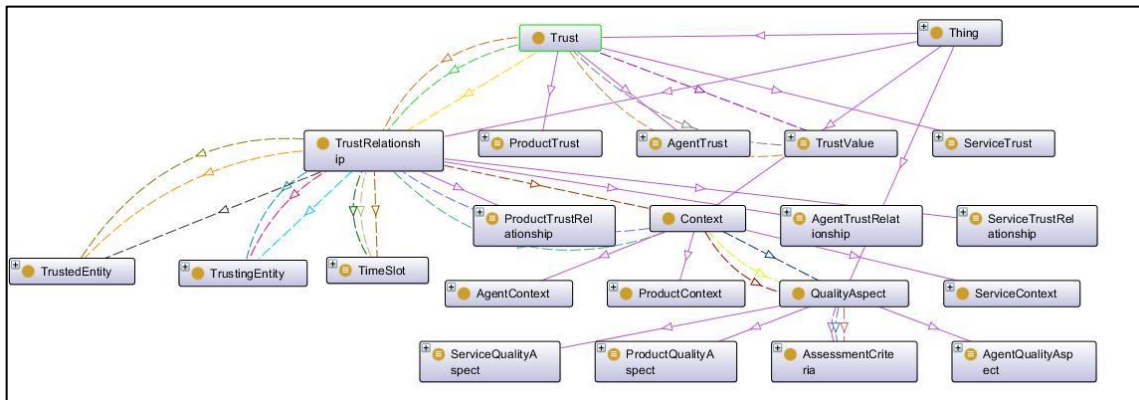 Trust
Thing
TrustRelationsh
ip
ProductTrust
AgentTrust
TrustValue
ServiceTrust
ProductTrustRel
ationship
Context
AgentTrustRelat
ionship
ServiceTrustRel
ationship
TrustedEntity
TrustingEntity
TimeSlot
AgentContext
ProductContext
QualityAspect
ServiceContext
ServiceQualityA
spect
ProductQualityA
spect
AssessmentCrite
ria
AgentQualityAsp
ect